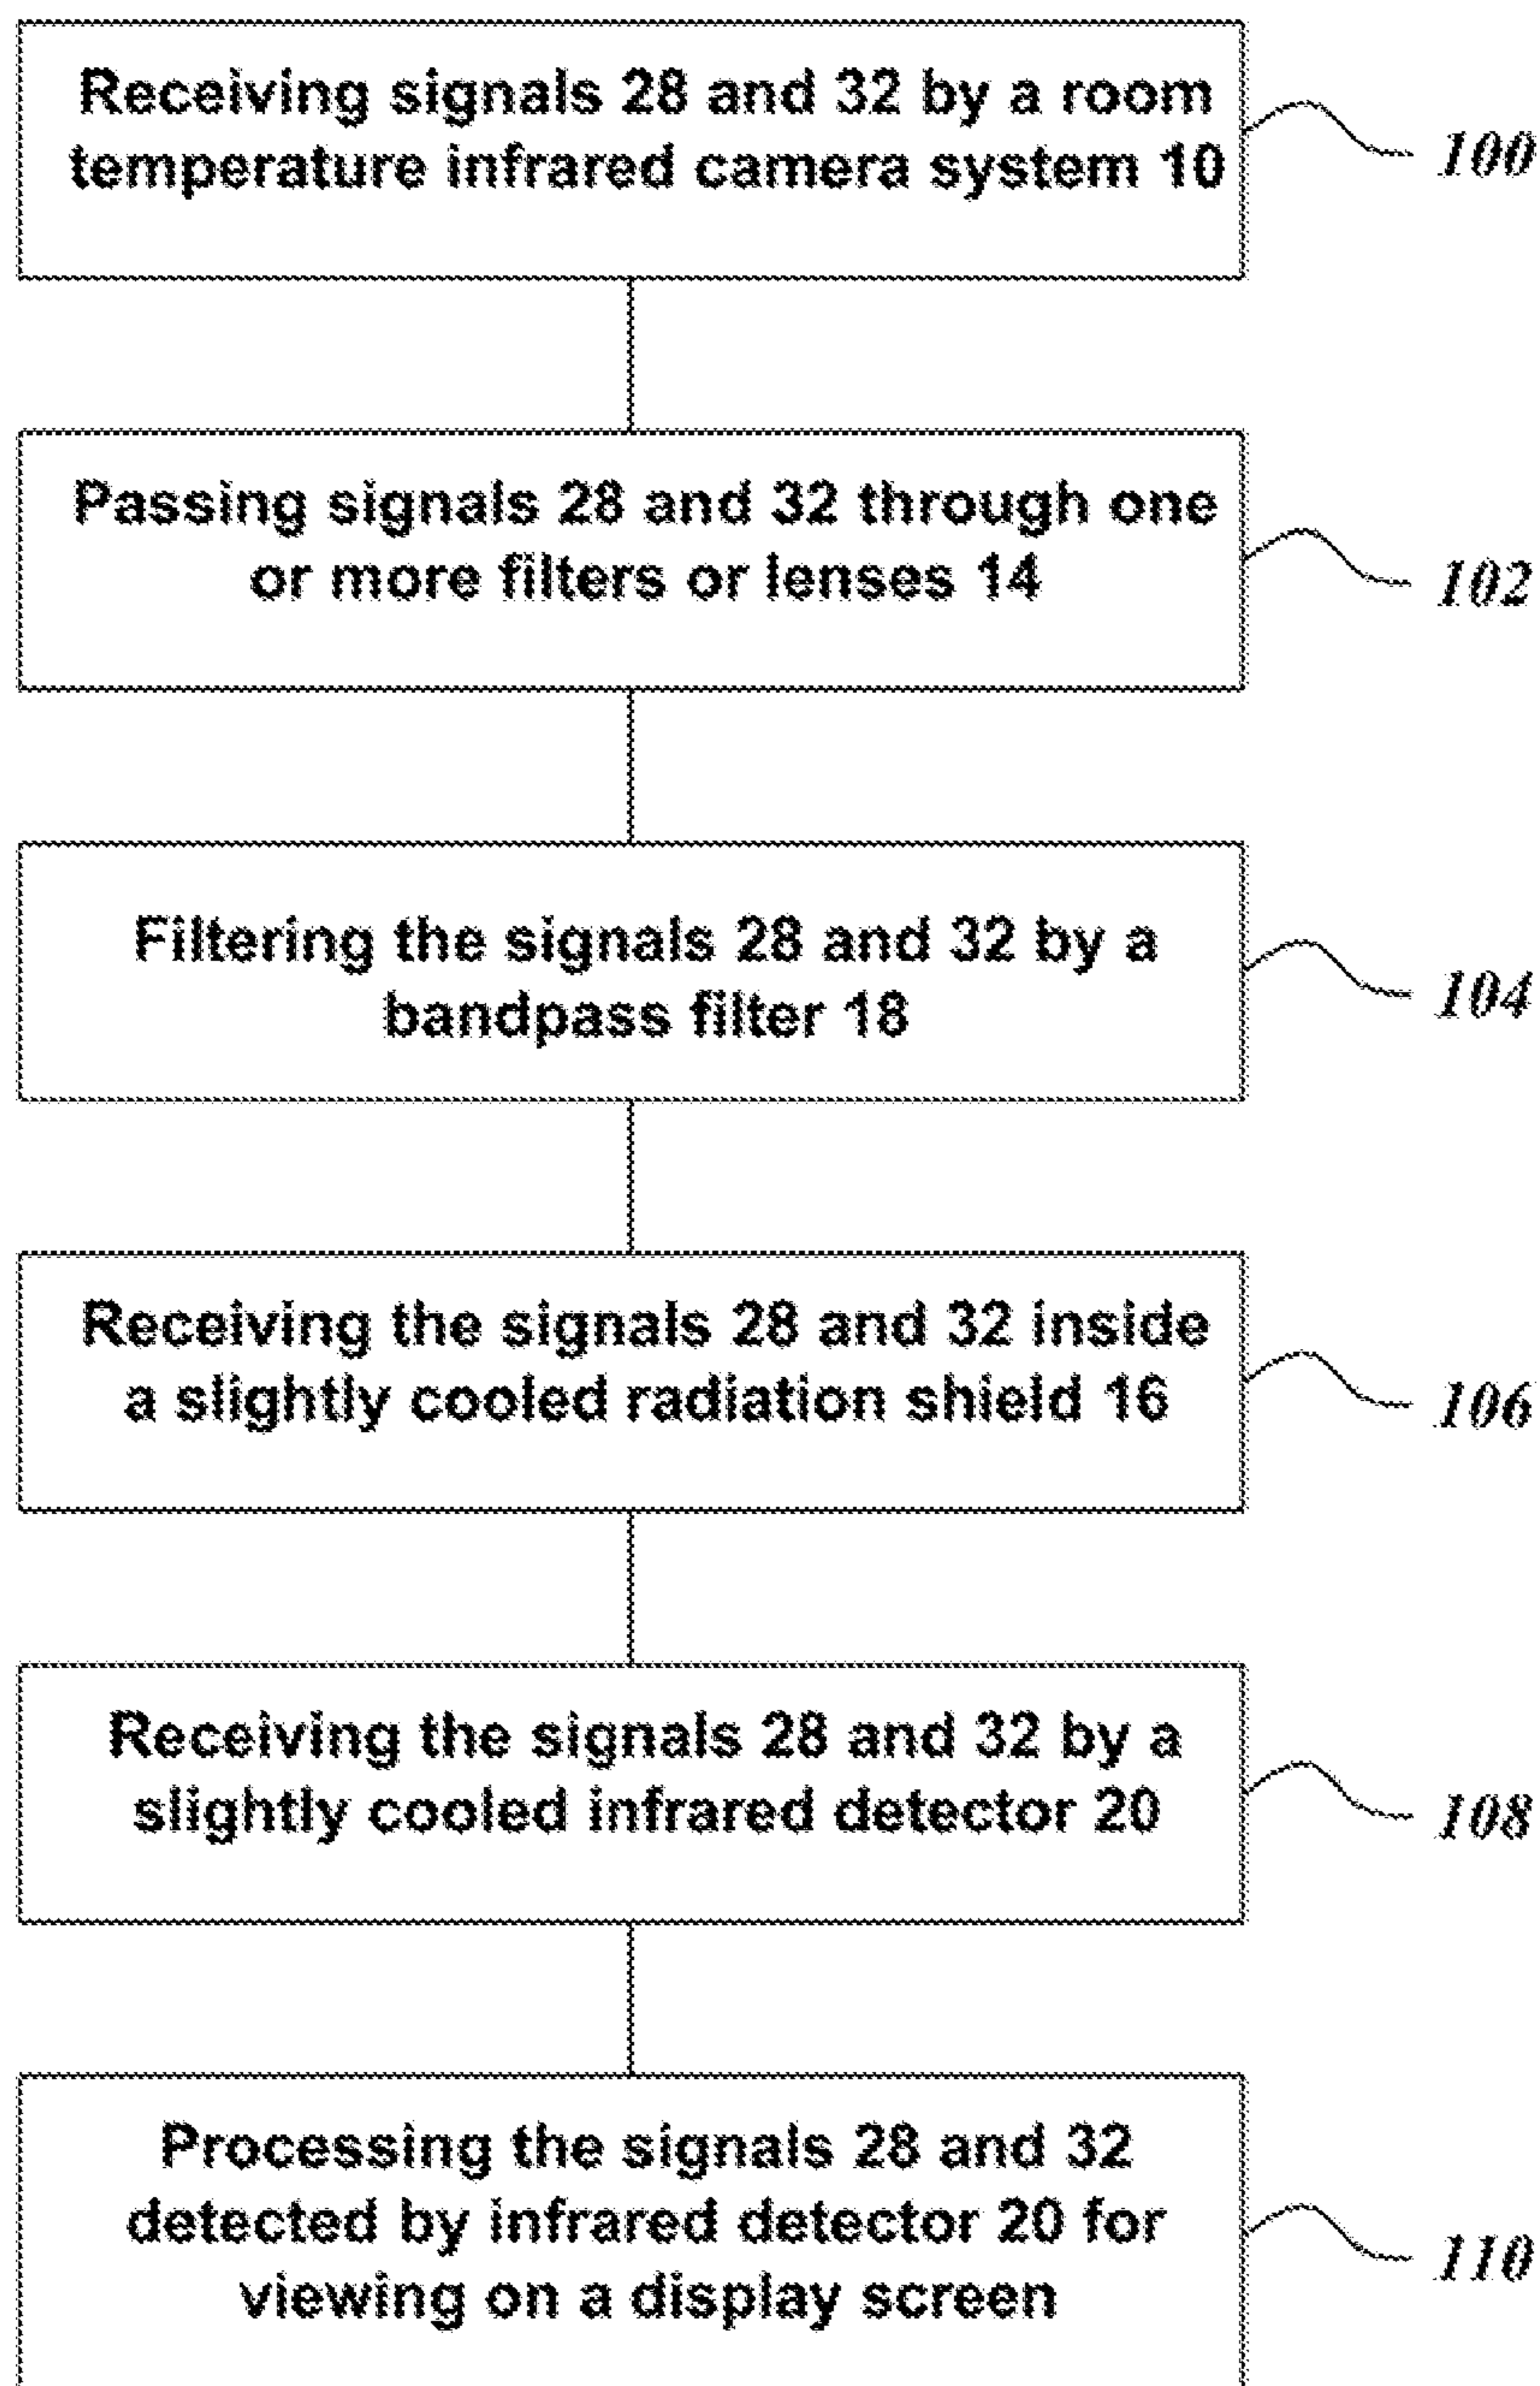 Receiving signals 28 and 32 by a room
temperature infrared camera system 10
100
Passing signals 28 and 32 through one
or more filters or lenses 14
102
Filtering the signals 28 and 32 by a
bandpass filter 18
104
Receiving the signals 28 and 32 inside
a slightly cooled radiation shield 16
106
Receiving the signals 28 and 32 by a
slightly cooled infrared detector 20
108
Processing the signals 28 and 32
detected by infrared detector 20 for
viewing on a display screen
110